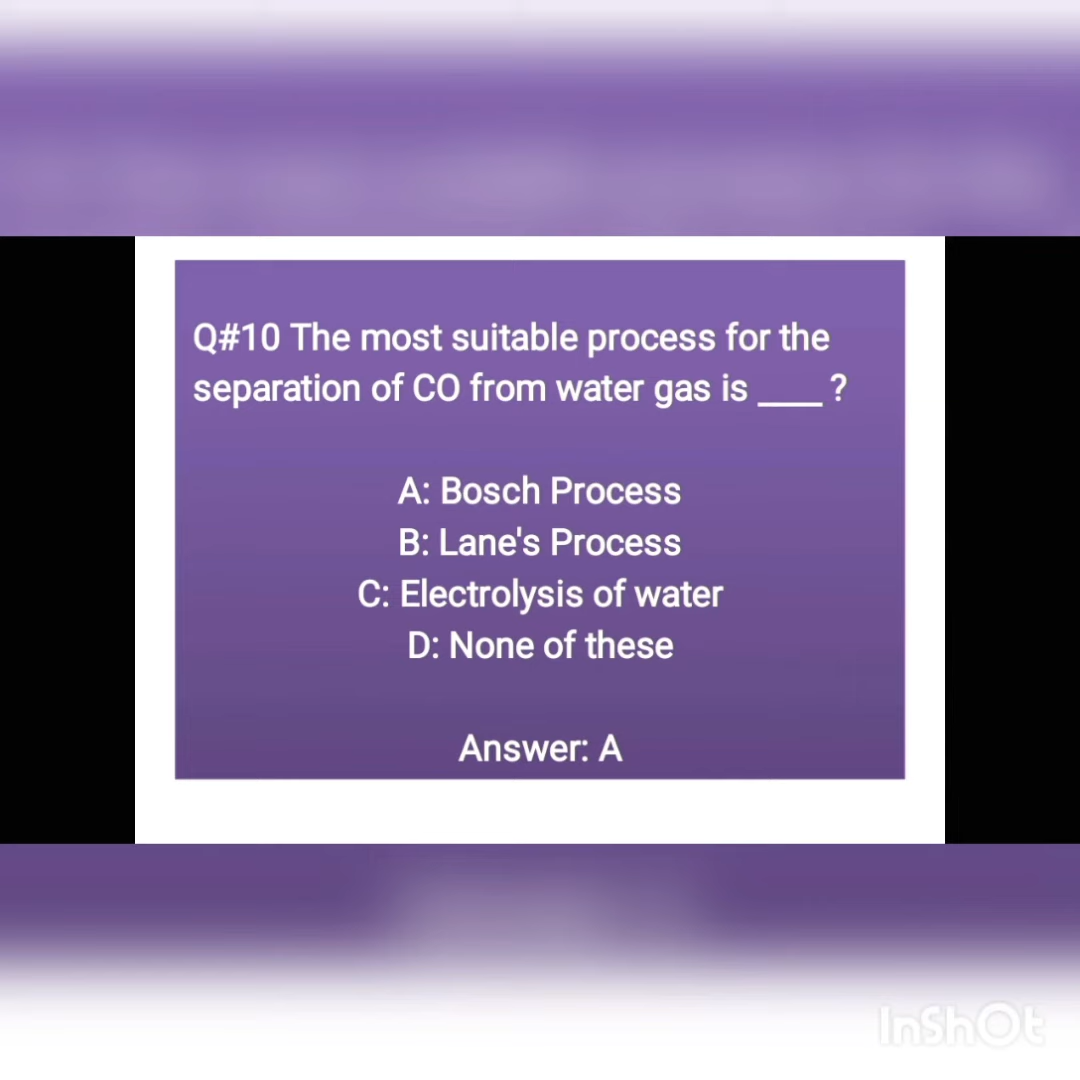 Q#10 The most suitable process for the
separation of CO from water gas is ____ ?
A: Bosch Process
B: Lane's Process
C: Electrolysis of water
D: None of these
Answer: A
InShOt